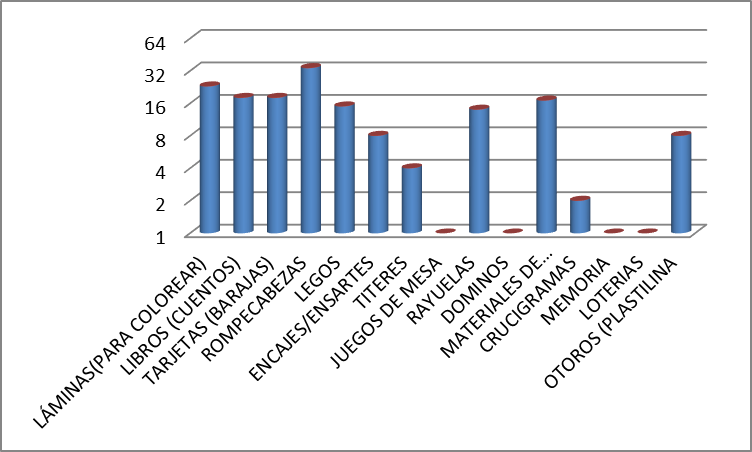 64
32
16
8
4
2
1
LÁMINAS(PARA COLOREAR)
LIBROS (CUENTOS)
TARJETAS (BARAJAS)
ROMPECABEZAS
LEGOS
ENCAJES/ENSARTES
TITERES
JUEGOS DE MESA
RAYUELAS
DOMINOS
MATERIALES DE...
CRUCIGRAMAS
MEMORIA
LOTERIAS
OTOROS (PLASTILINA